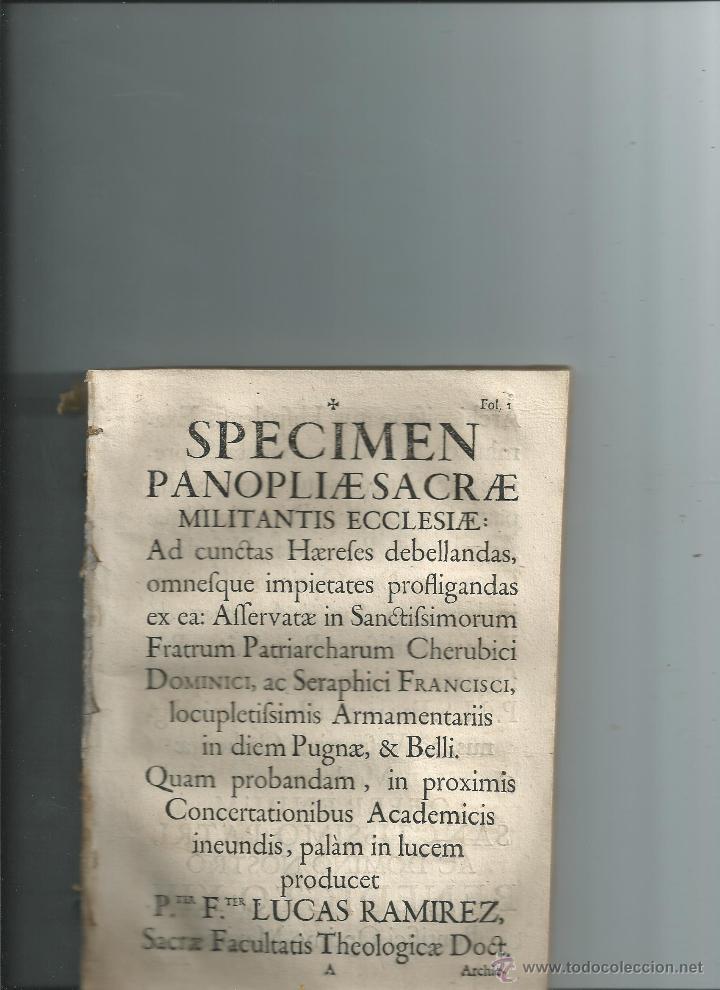 ✠ Fol. 1
SPECIMEN
PANOPLIÆ SACRÆ
MILITANTIS ECCLESIÆ:
Ad cunctas Hæreſes debellandas,
omneſque impietates profligandas
ex ea: Aſſervatæ in Sanctiſsimorum
Fratrum Patriarcharum Cherubici
DOMINICI, ac Seraphici FRANCISCI,
locupletiſsimis Armamentariis
in diem Pugnæ, & Belli.
Quam probandam, in proximis
Concertationibus Academicis
ineundis, palàm in lucem
producet
P.TER F.TER LUCAS RAMIREZ,
Sacræ Facultatis Theologicæ Doct.
A Archi-
www.todocoleccion.net